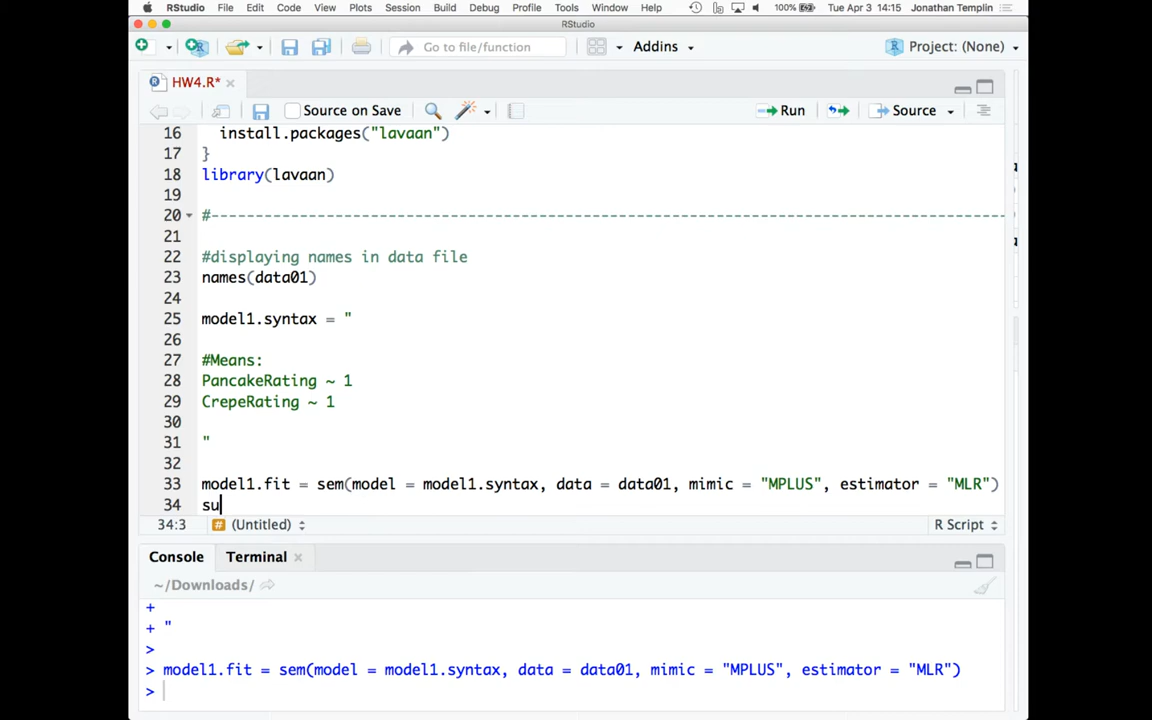 RStudio File Edit Code View Plots Session Build Debug Profile Tools Window Help 100% Tue Apr 3 14:15 Jonathan Templin
RStudio
Go to file/function Addins Project: (None)
HW4.R*
Source on Save Run Source
16 install.packages("lavaan")
17 }
18 library(lavaan)
19
20 #----------------------------------------------------------------------------------------
21
22 #displaying names in data file
23 names(data01)
24
25 model1.syntax = "
26
27 #Means:
28 PancakeRating ~ 1
29 CrepeRating ~ 1
30
31 "
32
33 model1.fit = sem(model = model1.syntax, data = data01, mimic = "MPLUS", estimator = "MLR")
34 su
34:3 # (Untitled) R Script
Console Terminal
~/Downloads/
+
+ "
>
> model1.fit = sem(model = model1.syntax, data = data01, mimic = "MPLUS", estimator = "MLR")
>